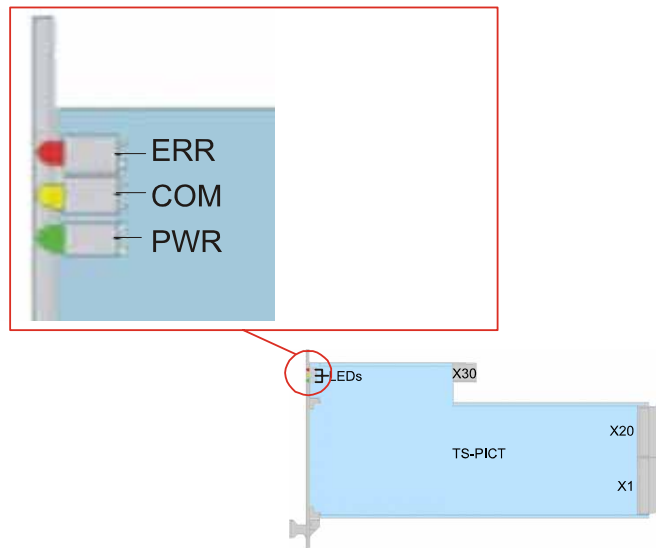 ERR
COM
PWR
LEDs
X30
X20
TS-PICT
X1